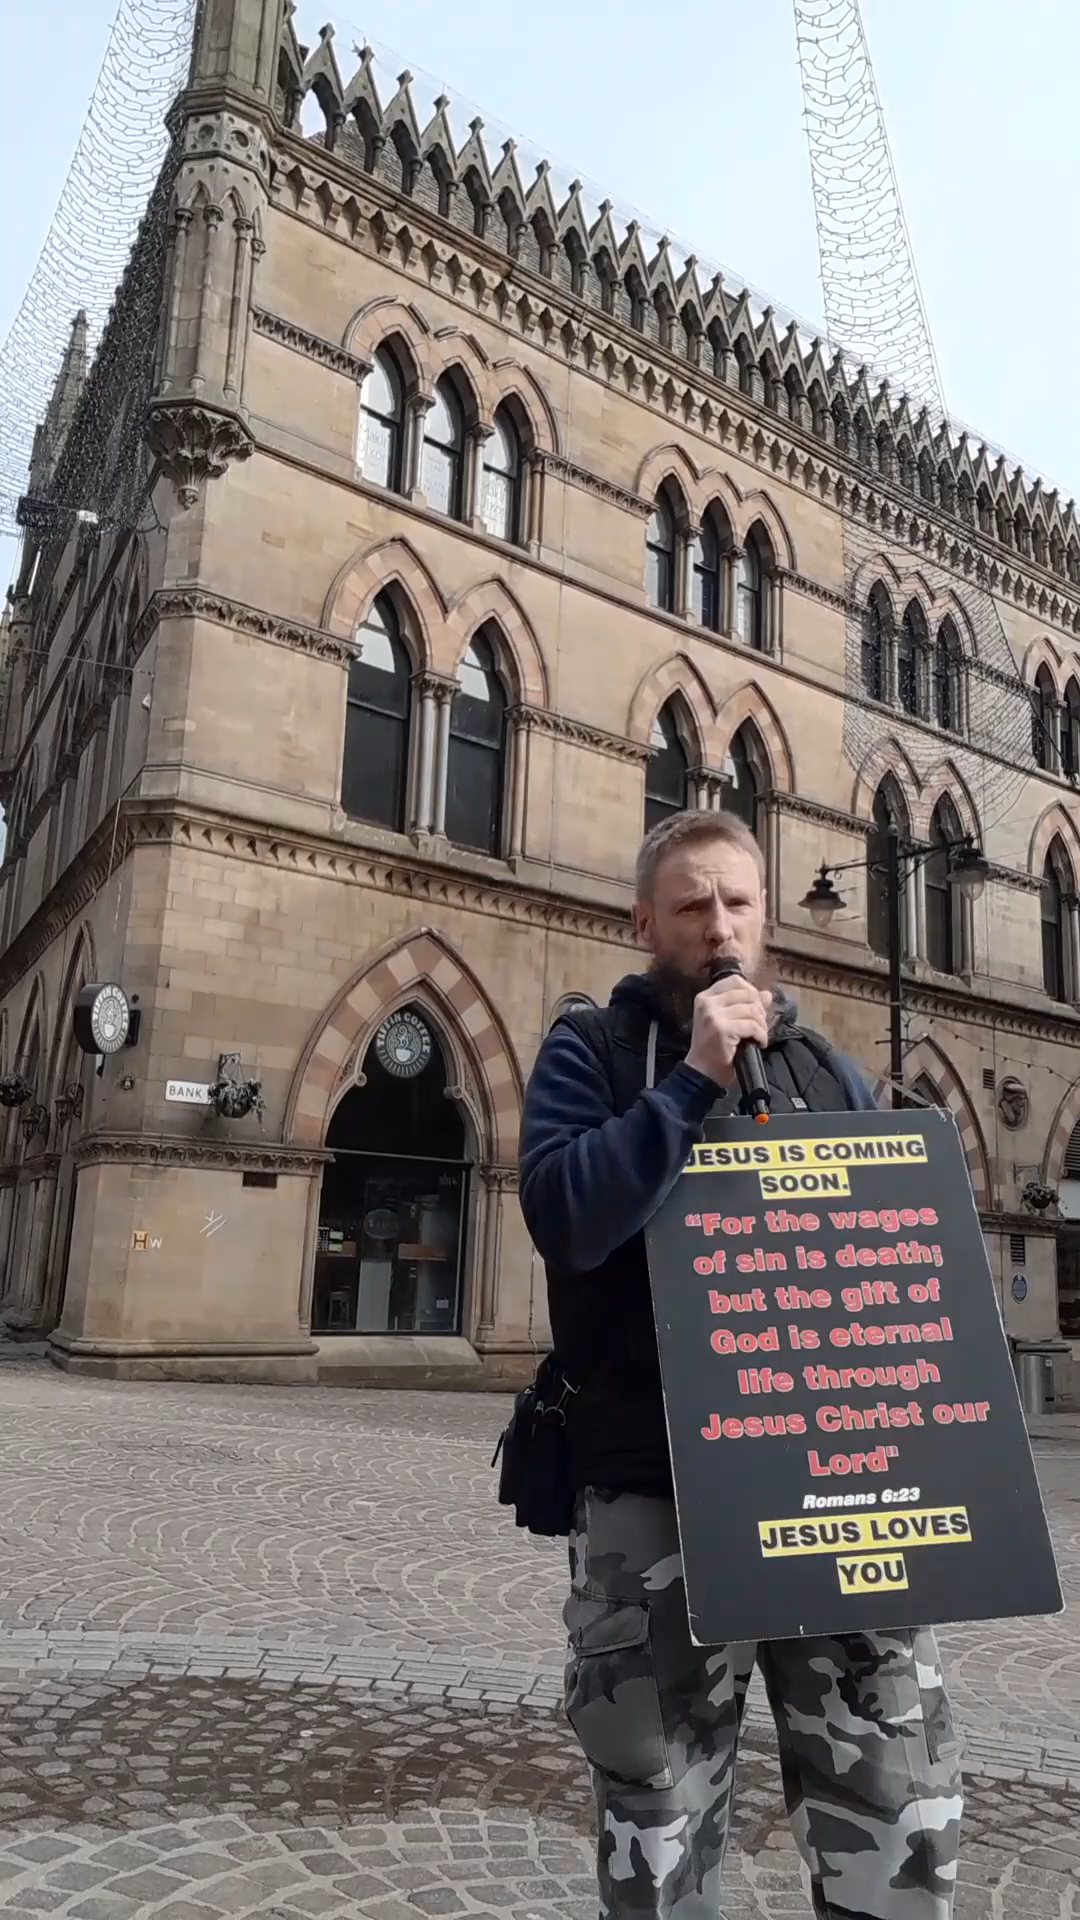 TIFFIN COFFEE
BANK
HW
JESUS IS COMING
SOON.
“For the wages
of sin is death;
but the gift of
God is eternal
life through
Jesus Christ our
Lord"
Romans 6:23
JESUS LOVES
YOU